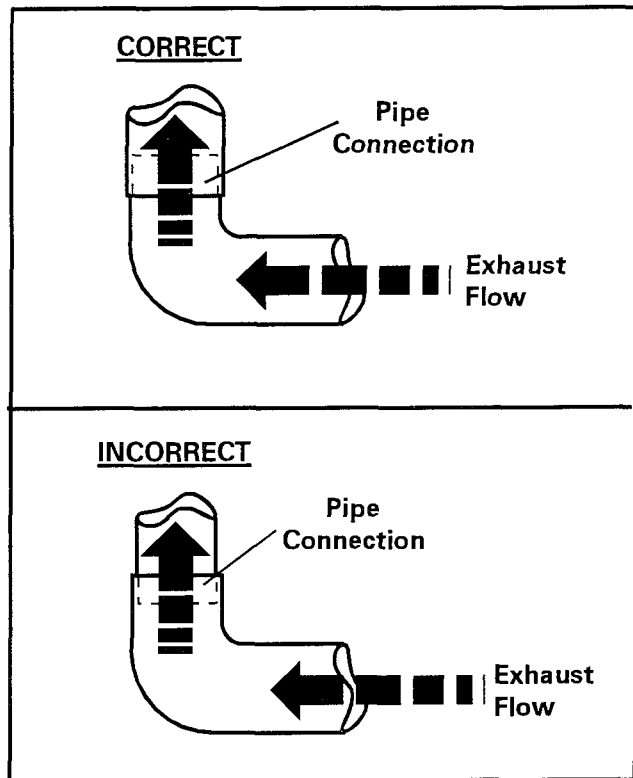 CORRECT
Pipe
Connection
Exhaust
Flow
INCORRECT
Pipe
Connection
Exhaust
Flow